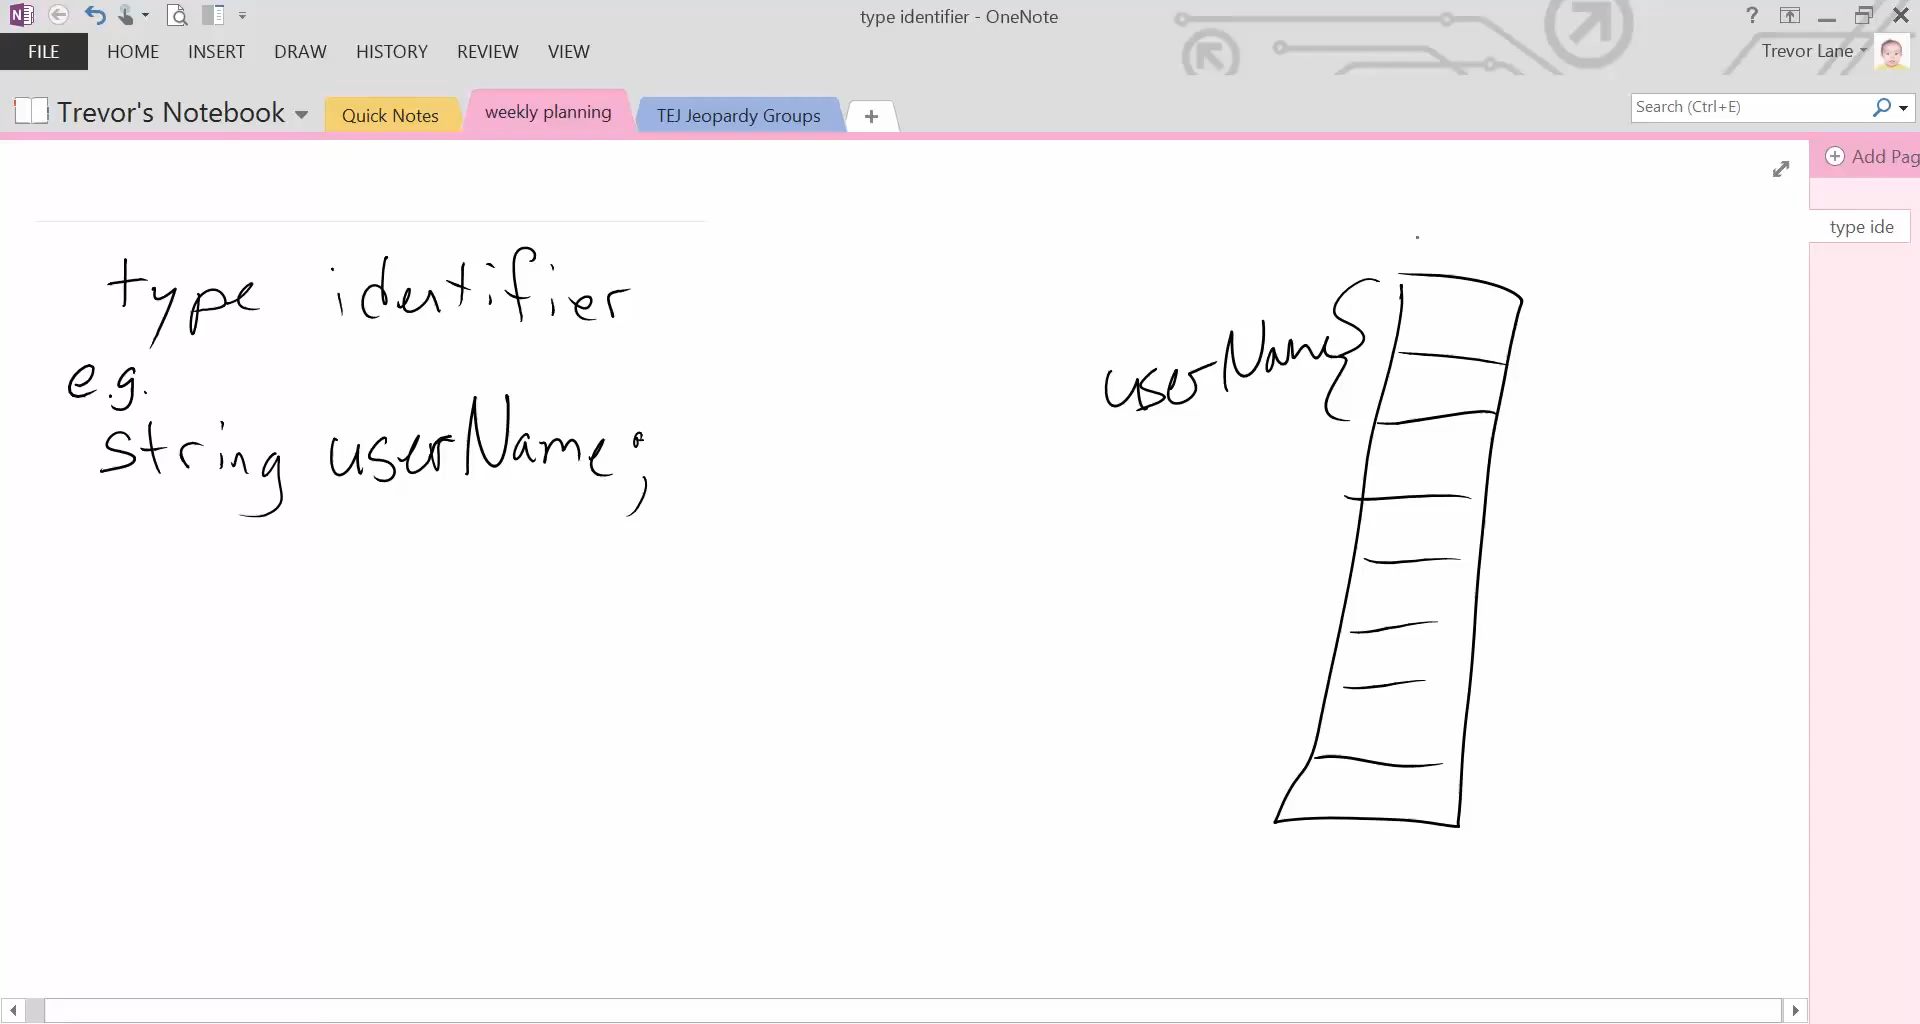 type identifier - OneNote
?
FILE HOME INSERT DRAW HISTORY REVIEW VIEW
Trevor Lane
Trevor's Notebook
Quick Notes
weekly planning
TEJ Jeopardy Groups
+
Search (Ctrl+E)
Add Pag
type ide
type identifier
e.g.
String userName;
userName